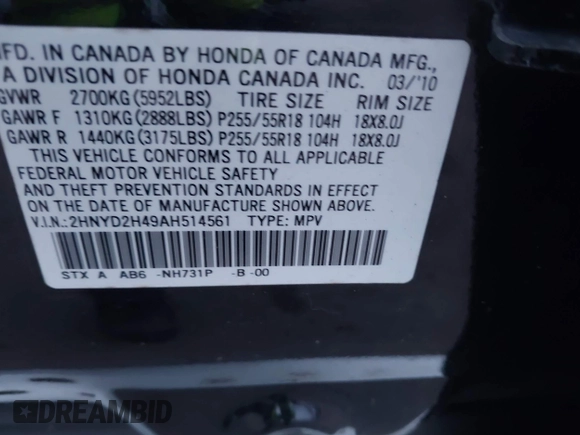 MFD. IN CANADA BY HONDA OF CANADA MFG.,
A DIVISION OF HONDA CANADA INC. 03/'10
GVWR 2700KG (5952LBS) TIRE SIZE RIM SIZE
GAWR F 1310KG (2888LBS) P255/55R18 104H 18X8.0J
GAWR R 1440KG (3175LBS) P255/55R18 104H 18X8.0J
THIS VEHICLE CONFORMS TO ALL APPLICABLE
FEDERAL MOTOR VEHICLE SAFETY
AND THEFT PREVENTION STANDARDS IN EFFECT
ON THE DATE OF MANUFACTURE SHOWN ABOVE.
V.I.N.:2HNYD2H49AH514561 TYPE: MPV
STX A AB6 -NH731P -B -00
DREAMBID